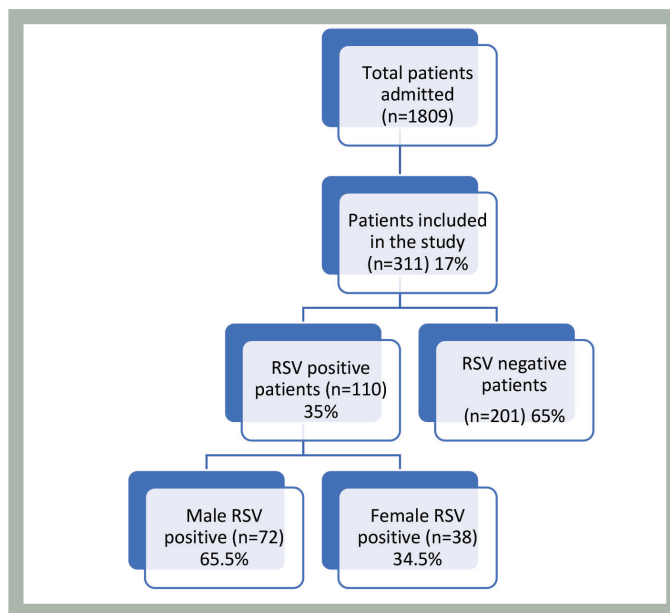 Total patients
admitted
(n=1809)
Patients included
in the study
(n=311) 17%
RSV positive
patients (n=110)
35%
RSV negative
patients
(n=201) 65%
Male RSV
positive (n=72)
65.5%
Female RSV
positive (n=38)
34.5%